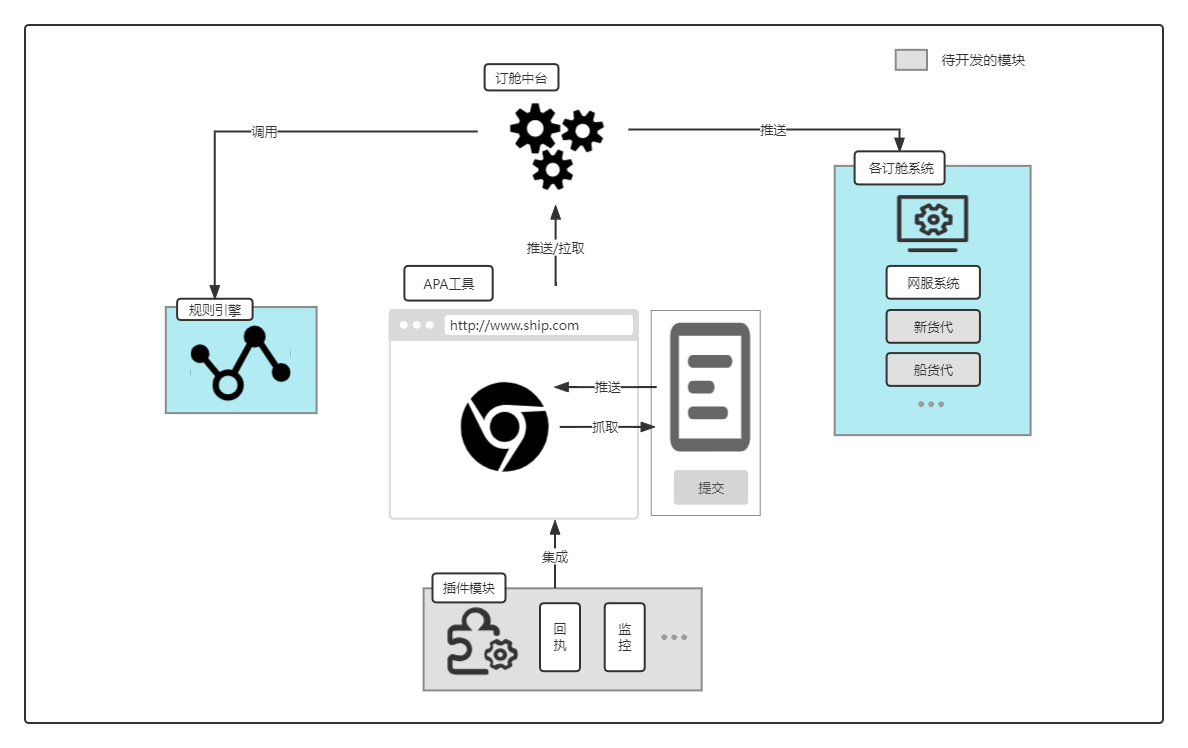 待开发的模块
订舱中台
调用
推送
各订舱系统
网服系统
新货代
船货代
推送/拉取
APA工具
http://www.ship.com
规则引擎
推送
抓取
提交
集成
插件模块
回执
监控